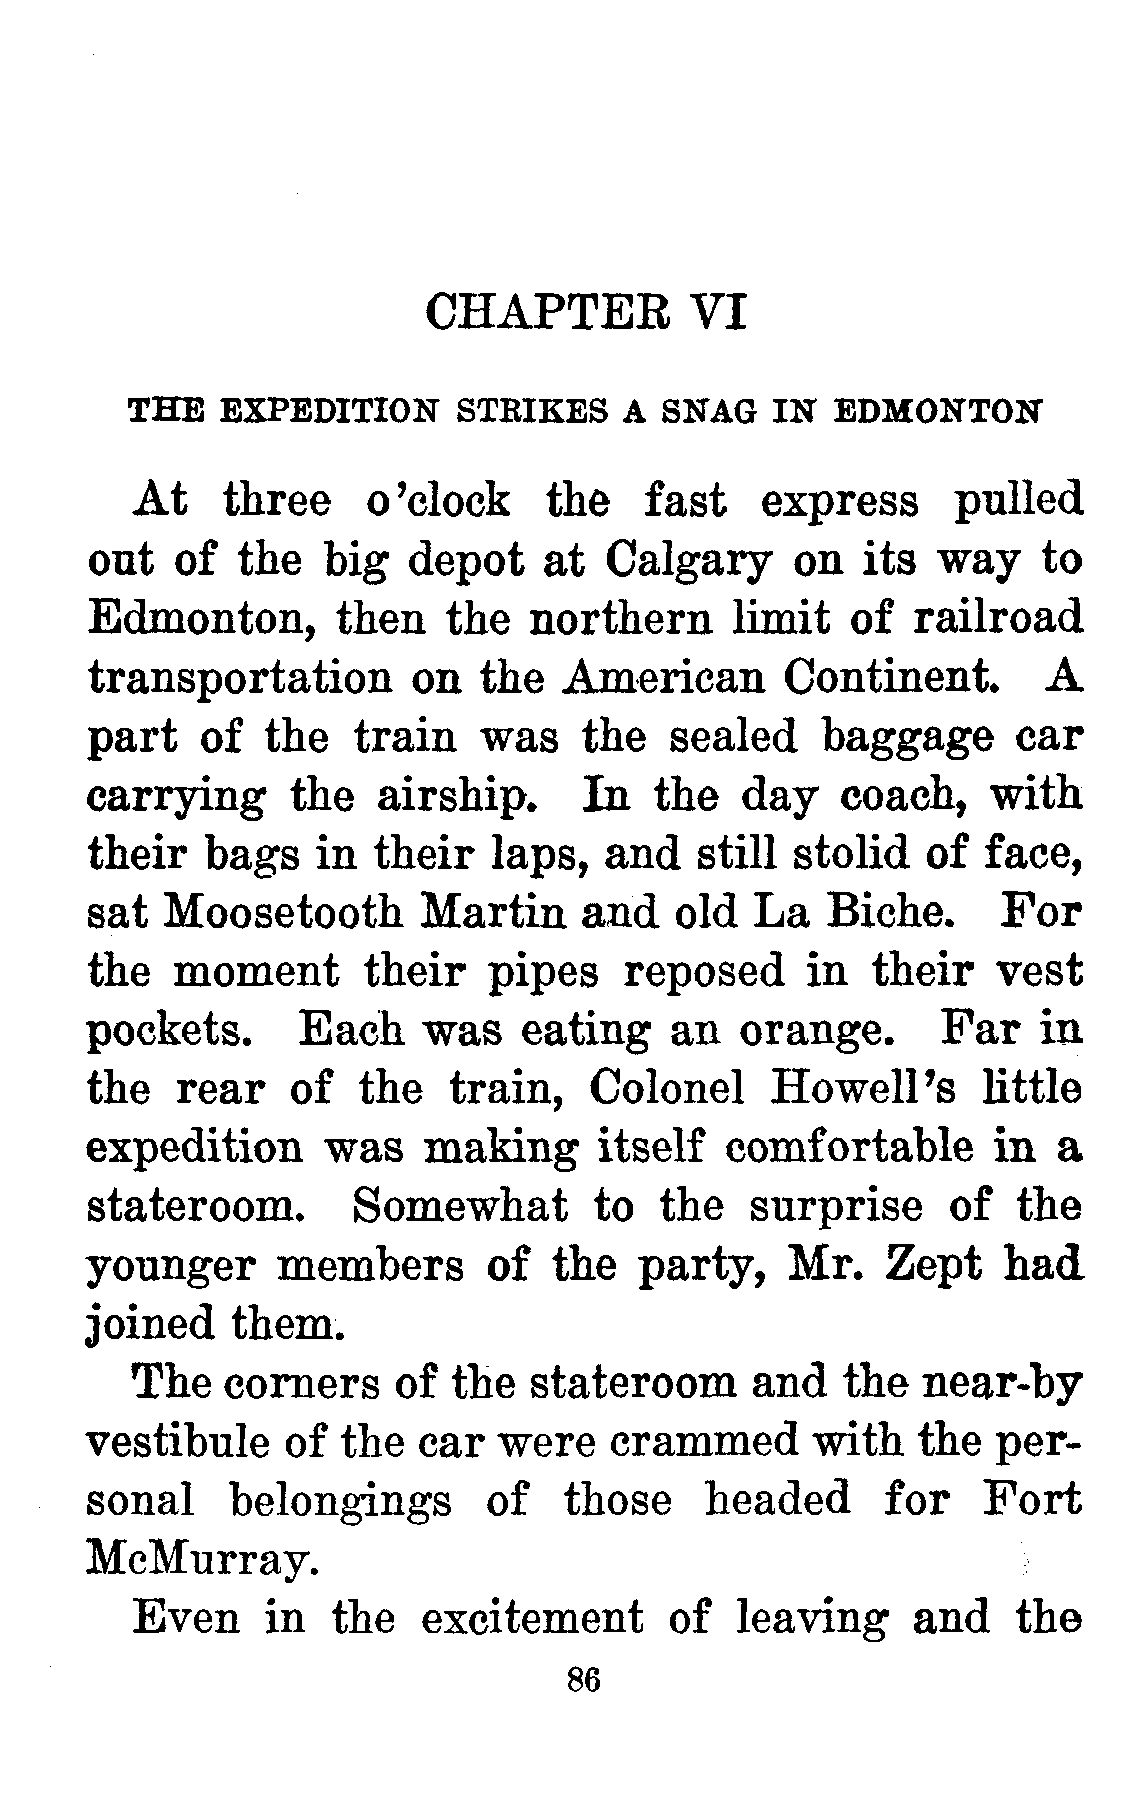 CHAPTER VI
THE EXPEDITION STRIKES A SNAG IN EDMONTON
At three o'clock the fast express pulled
out of the big depot at Calgary on its way to
Edmonton, then the northern limit of railroad
transportation on the American Continent. A
part of the train was the sealed baggage car
carrying the airship. In the day coach, with
their bags in their laps, and still stolid of face,
sat Moosetooth Martin and old La Biche. For
the moment their pipes reposed in their vest
pockets. Each was eating an orange. Far in
the rear of the train, Colonel Howell's little
expedition was making itself comfortable in a
stateroom. Somewhat to the surprise of the
younger members of the party, Mr. Zept had
joined them.
The corners of the stateroom and the near-by
vestibule of the car were crammed with the per-
sonal belongings of those headed for Fort
McMurray.
Even in the excitement of leaving and the
86